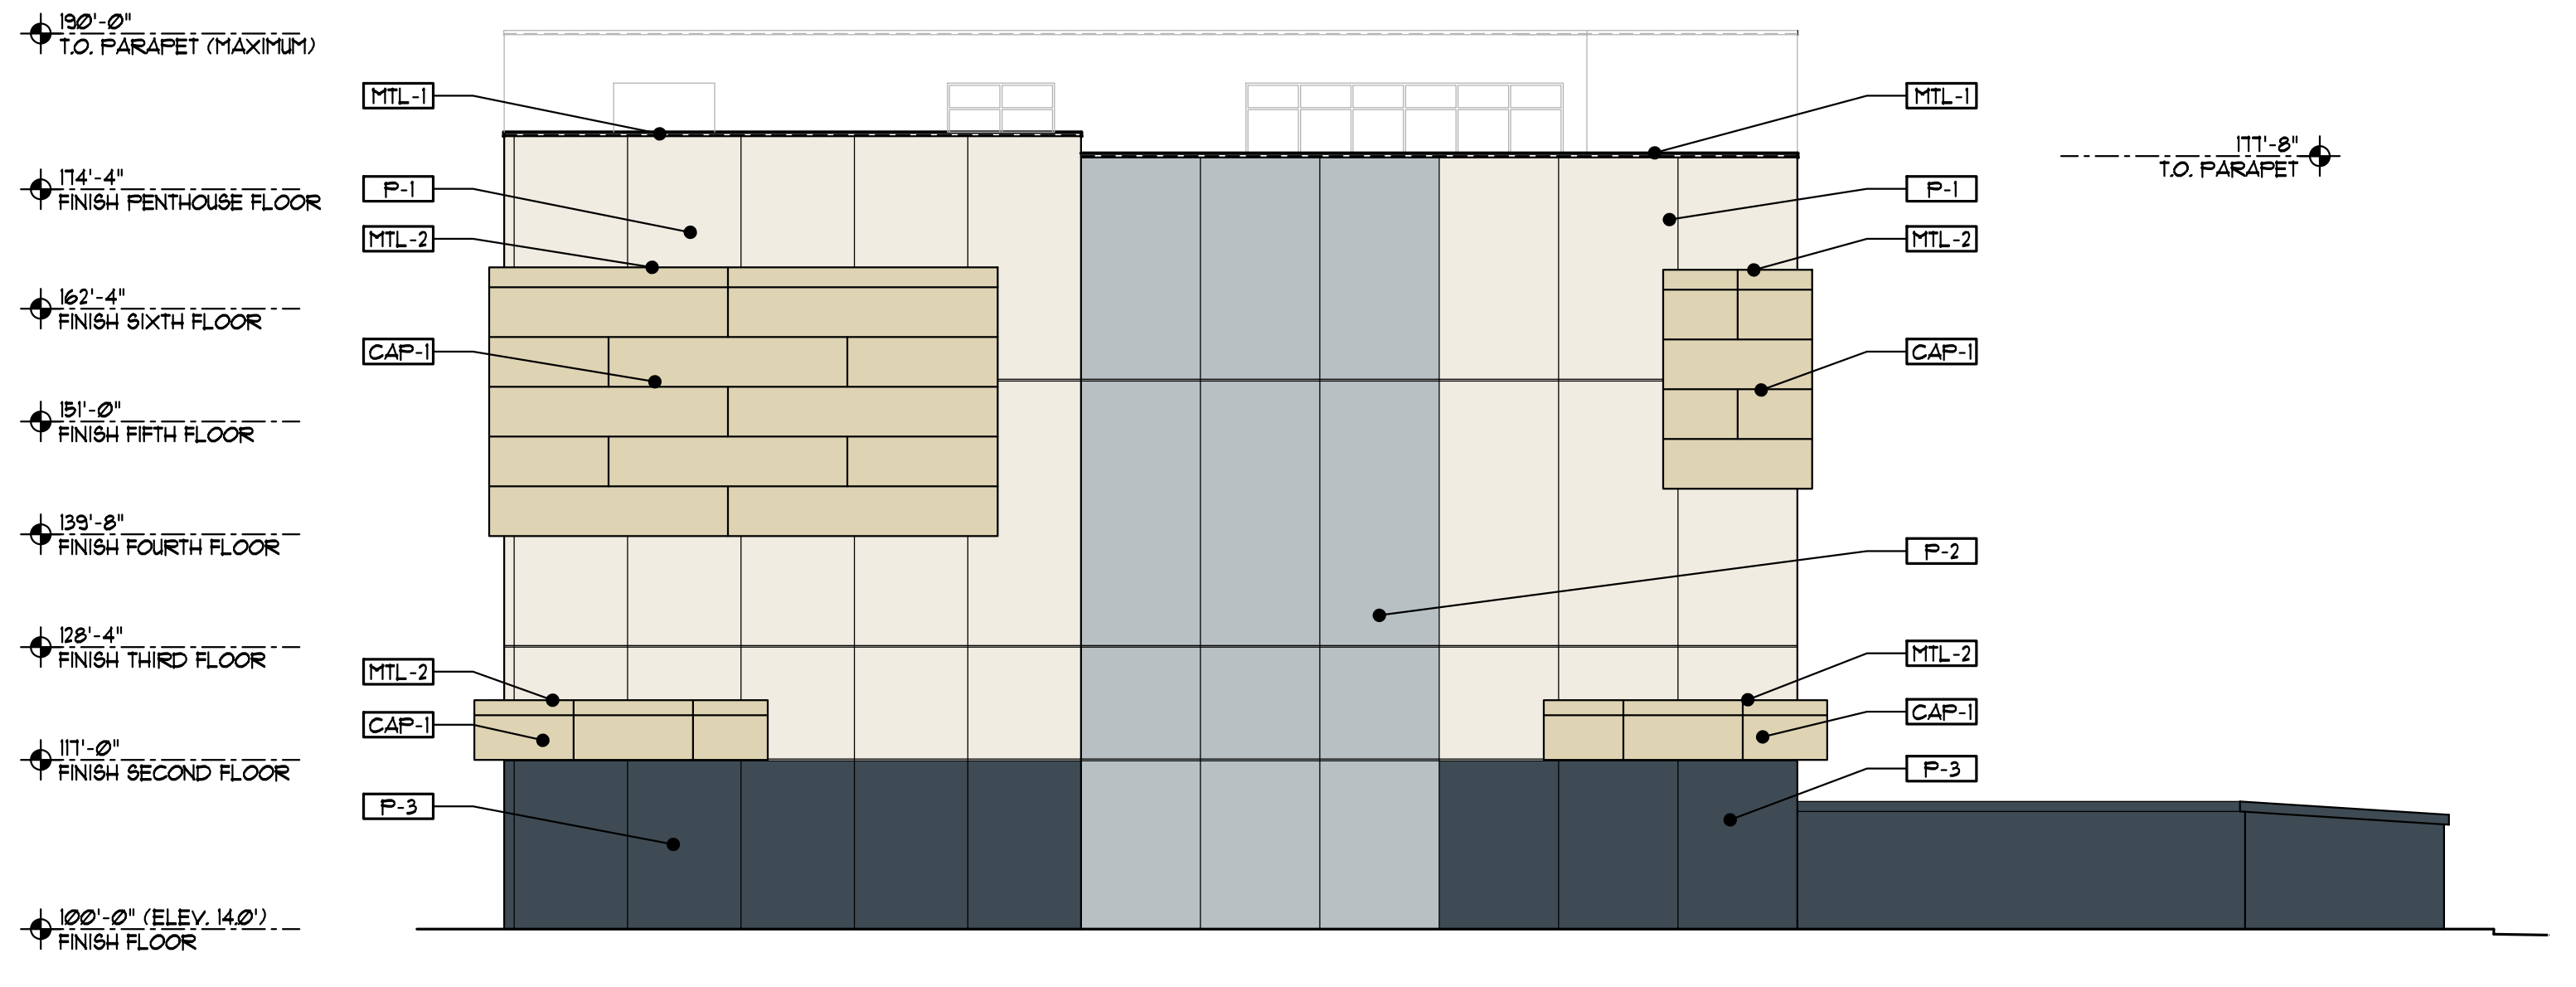 190'-0"
T.O. PARAPET (MAXIMUM)
MTL-1
MTL-1
177'-8"
T.O. PARAPET
174'-4"
FINISH PENTHOUSE FLOOR
P-1
P-1
MTL-2
MTL-2
162'-4"
FINISH SIXTH FLOOR
CAP-1
CAP-1
151'-0"
FINISH FIFTH FLOOR
139'-8"
FINISH FOURTH FLOOR
P-2
128'-4"
FINISH THIRD FLOOR
MTL-2
MTL-2
CAP-1
CAP-1
117'-0"
FINISH SECOND FLOOR
P-3
P-3
100'-0" (ELEV. 14.0')
FINISH FLOOR